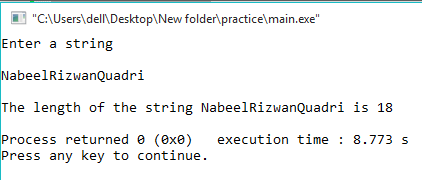 "C:\Users\dell\Desktop\New folder\practice\main.exe"
Enter a string
NabeelRizwanQuadri
The length of the string NabeelRizwanQuadri is 18
Process returned 0 (0x0)   execution time : 8.773 s
Press any key to continue.